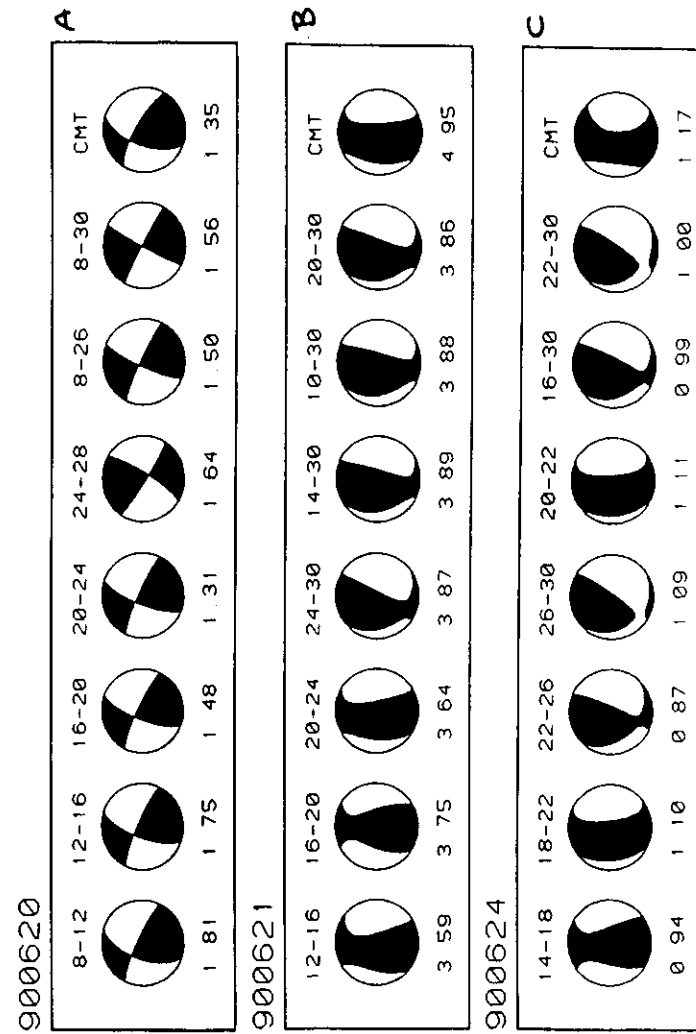 900620
A
8-12 12-16 16-20 20-24 24-28 8-26 8-30 CMT
1 81 1 75 1 48 1.31 1 64 1.50 1 56 1 35
900621
B
12-16 16-20 20-24 24-30 14-30 10-30 20-30 CMT
3 59 3 75 3 64 3 87 3 89 3 88 3 86 4 95
900624
C
14-18 18-22 22-26 26-30 20-22 16-30 22-30 CMT
0 94 1 10 0 87 1 09 1 11 0 99 1 00 1 17